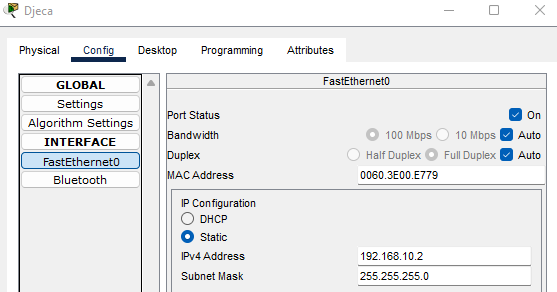 Djeca
Physical Config Desktop Programming Attributes
GLOBAL
Settings
Algorithm Settings
INTERFACE
FastEthernet0
Bluetooth
FastEthernet0
Port Status On
Bandwidth 100 Mbps 10 Mbps Auto
Duplex Half Duplex Full Duplex Auto
MAC Address 0060.3E00.E779
IP Configuration
DHCP
Static
IPv4 Address 192.168.10.2
Subnet Mask 255.255.255.0